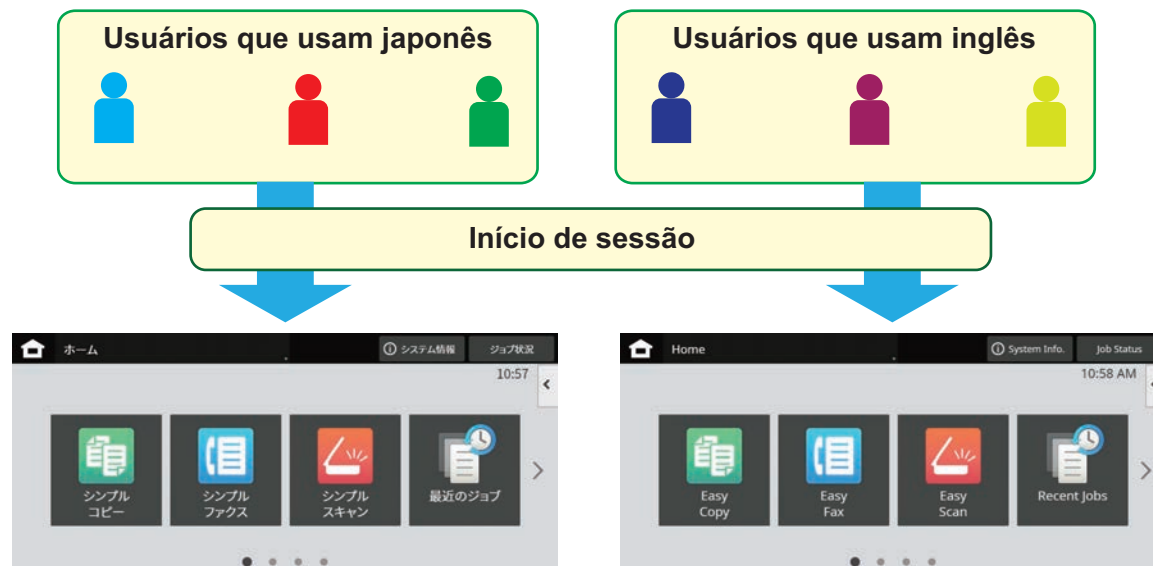 Usuários que usam japonês
Usuários que usam inglês
Início de sessão
ホーム
システム情報
ジョブ状況
10:57
シンプル
コピー
シンプル
ファクス
シンプル
スキャン
最近のジョブ
Home
System Info.
Job Status
10:58 AM
Easy
Copy
Easy
Fax
Easy
Scan
Recent Jobs